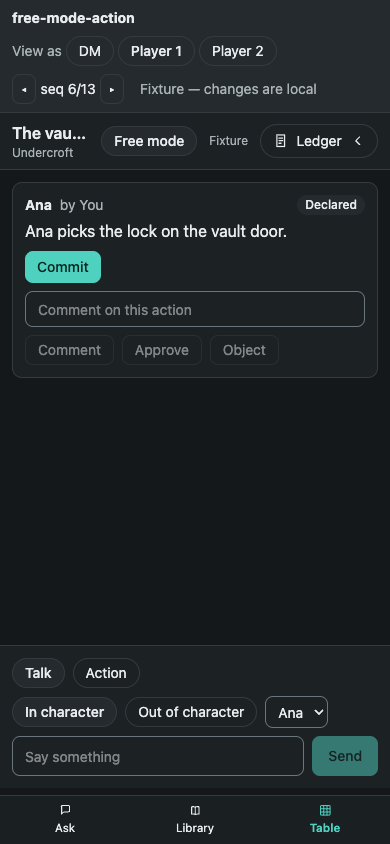 free-mode-action
View as DM Player 1 Player 2
seq 6/13 Fixture — changes are local
The vau... Free mode Fixture Ledger
Undercroft
Ana by You Declared
Ana picks the lock on the vault door.
Commit
Comment on this action
Comment Approve Object
Talk Action
In character Out of character Ana
Say something Send
Ask Library Table